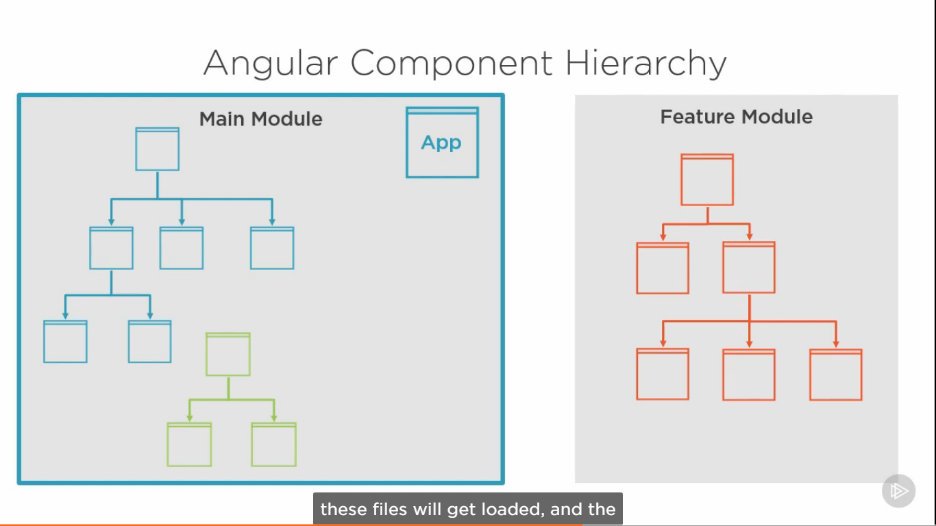 Angular Component Hierarchy
Main Module
App
Feature Module
these files will get loaded, and the